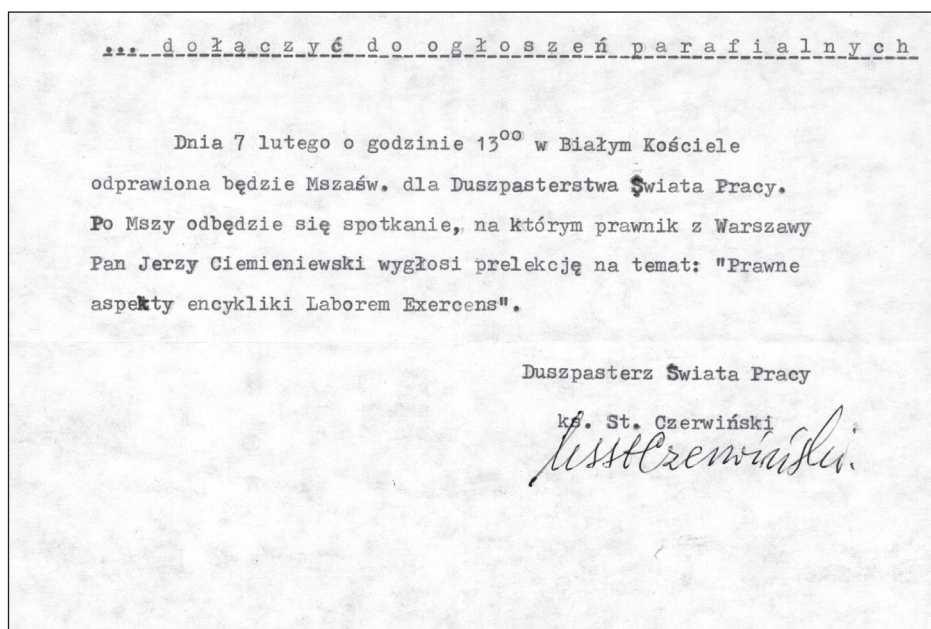 ... dołączyć do ogłoszeń parafialnych
Dnia 7 lutego o godzinie 13⁰⁰ w Białym Kościele
odprawiona będzie Mszaśw. dla Duszpasterstwa Świata Pracy.
Po Mszy odbędzie się spotkanie, na którym prawnik z Warszawy
Pan Jerzy Ciemieniewski wygłosi prelekcję na temat: "Prawne
aspekty encykliki Laborem Exercens".
Duszpasterz Świata Pracy
ks. St. Czerwiński
Czerwiński.